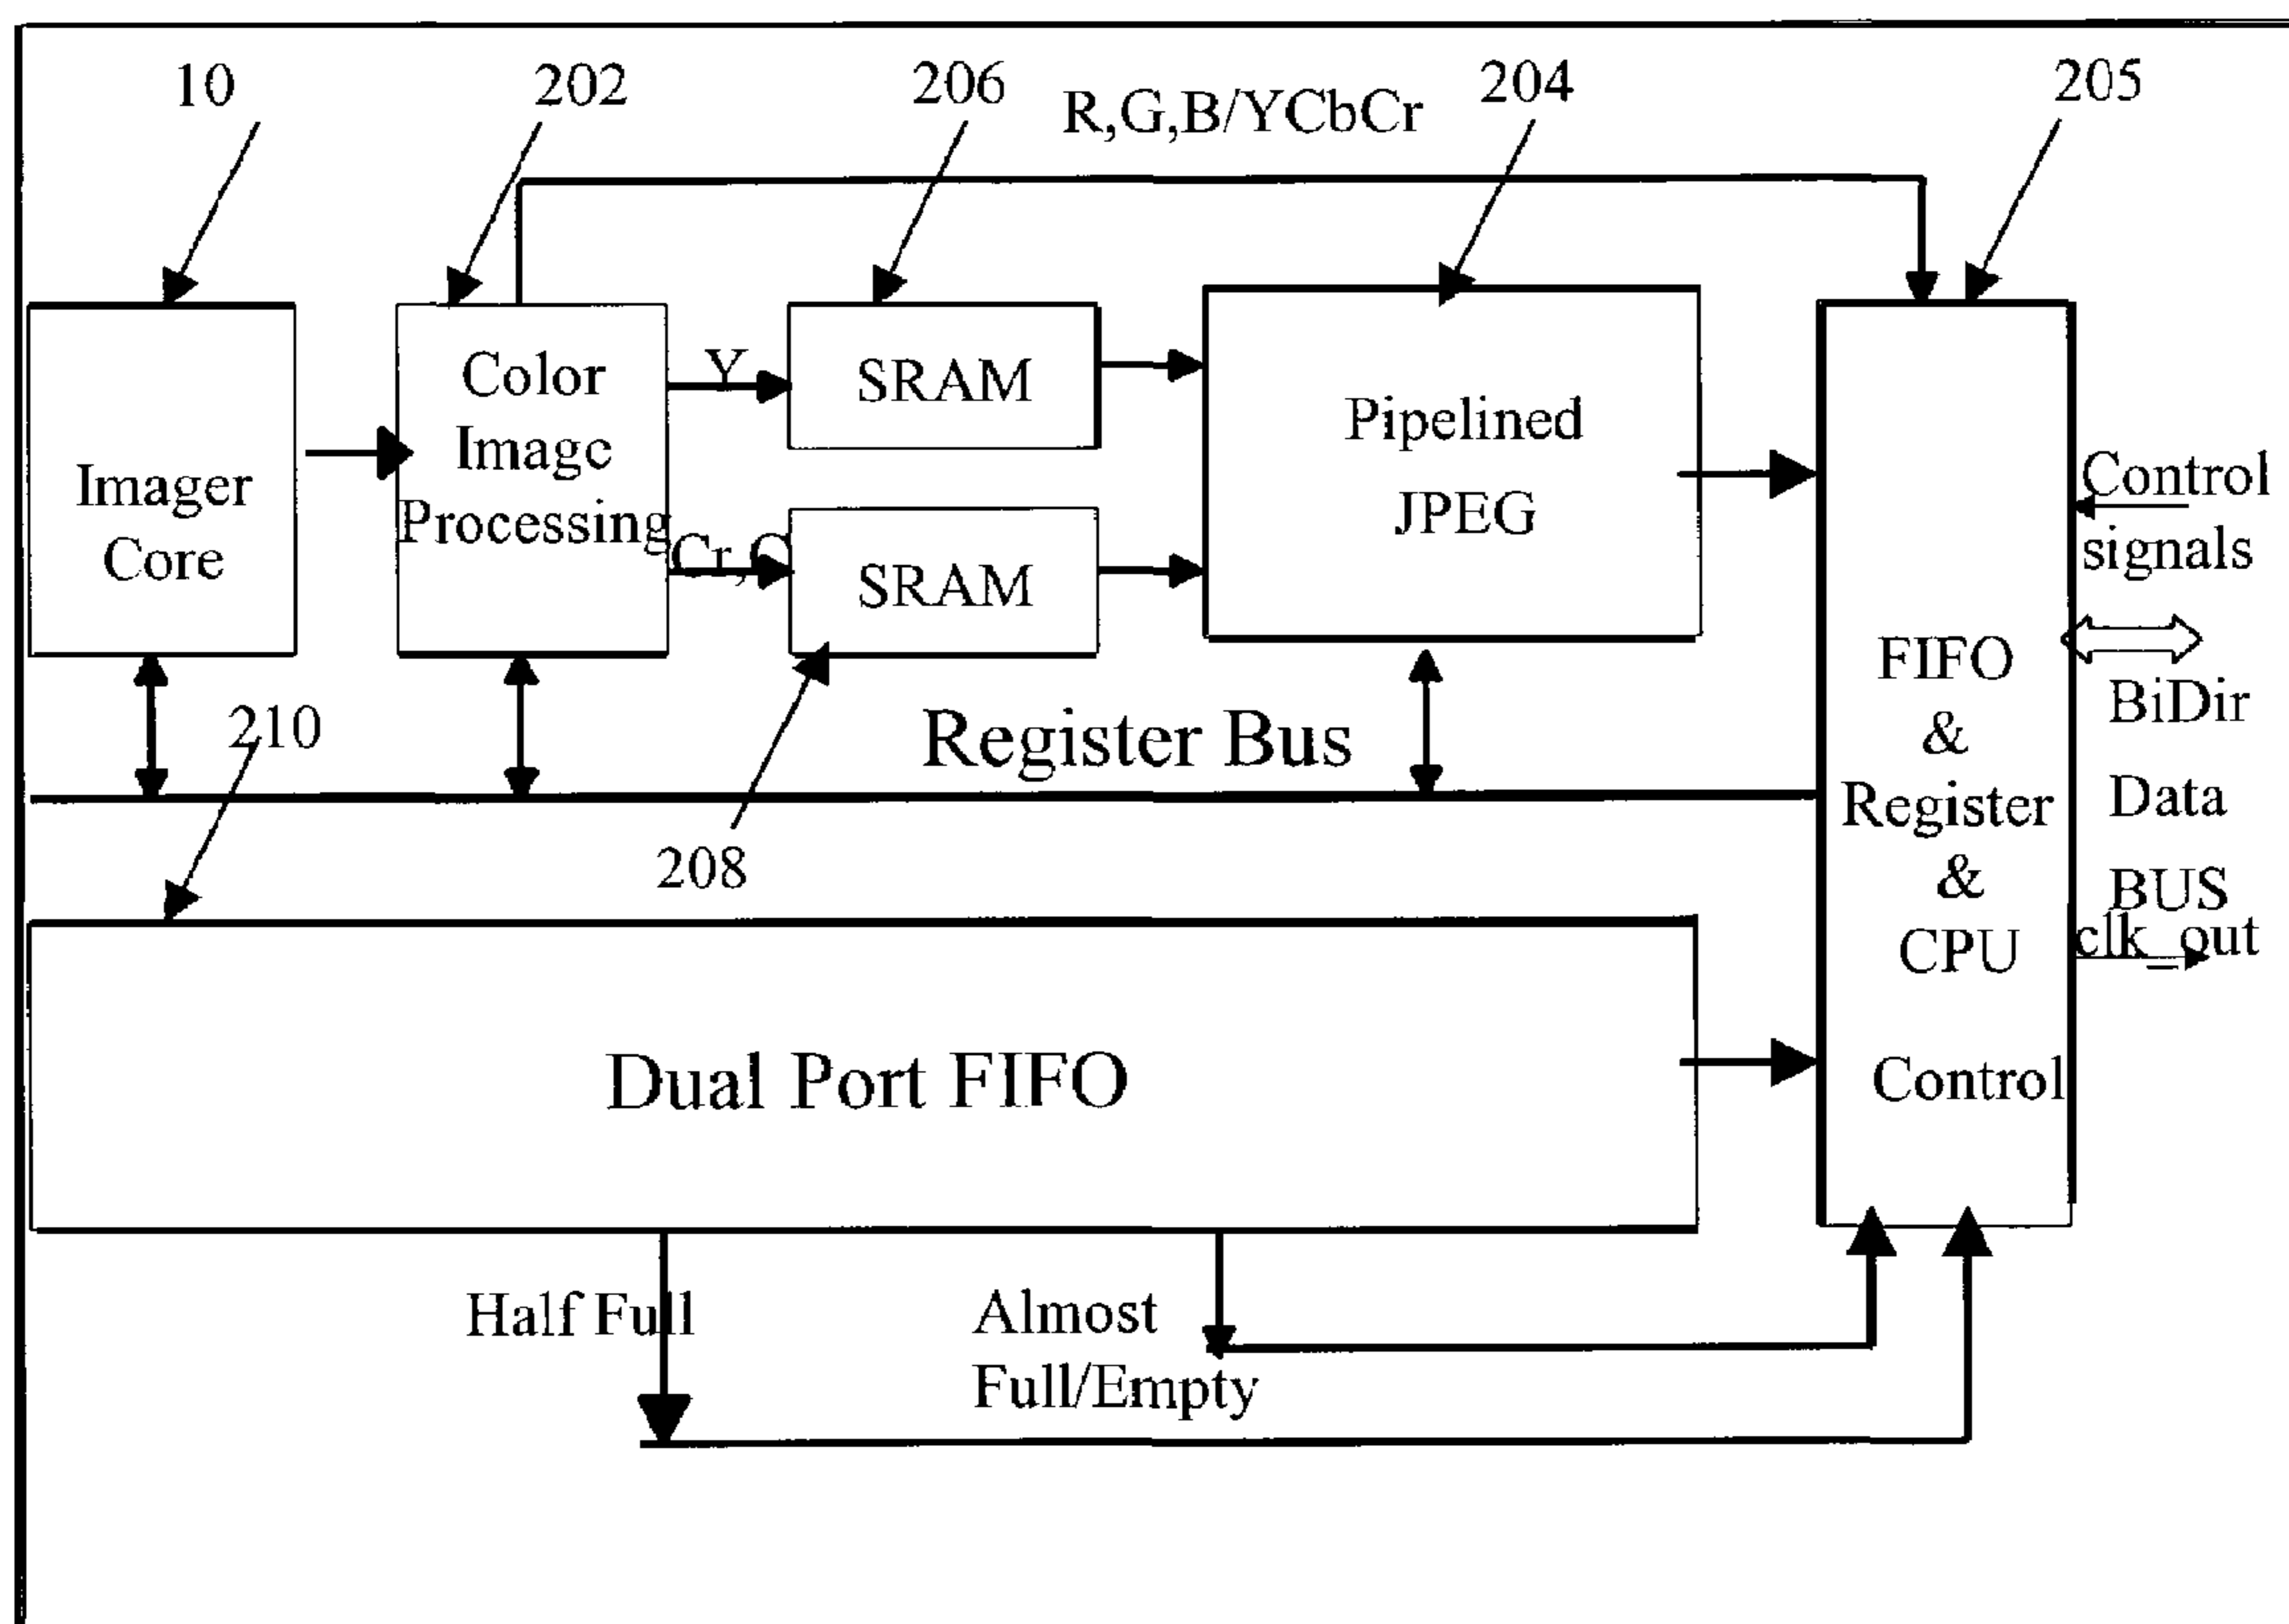 10
202
206
R,G,B/YCbCr
204
205
Imager
Core
Color
Image
Processing
Y
Cr,C
SRAM
SRAM
Pipelined
JPEG
Control
signals
FIFO
&
Register
&
CPU
Control
BiDir
Data
BUS
clk_out
210
Register Bus
208
Dual Port FIFO
Half Full
Almost
Full/Empty